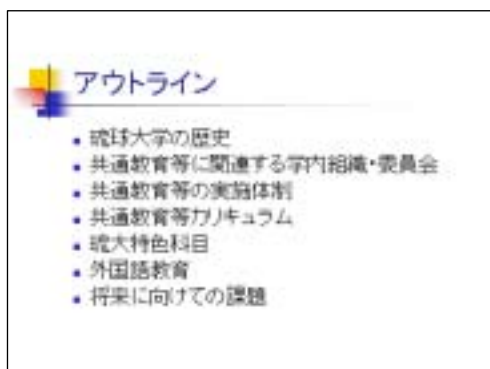 アウトライン
琉球大学の歴史
共通教育等に関連する学内組織・委員会
共通教育等の実施体制
共通教育等カリキュラム
琉大特色科目
外国語教育
将来に向けての課題